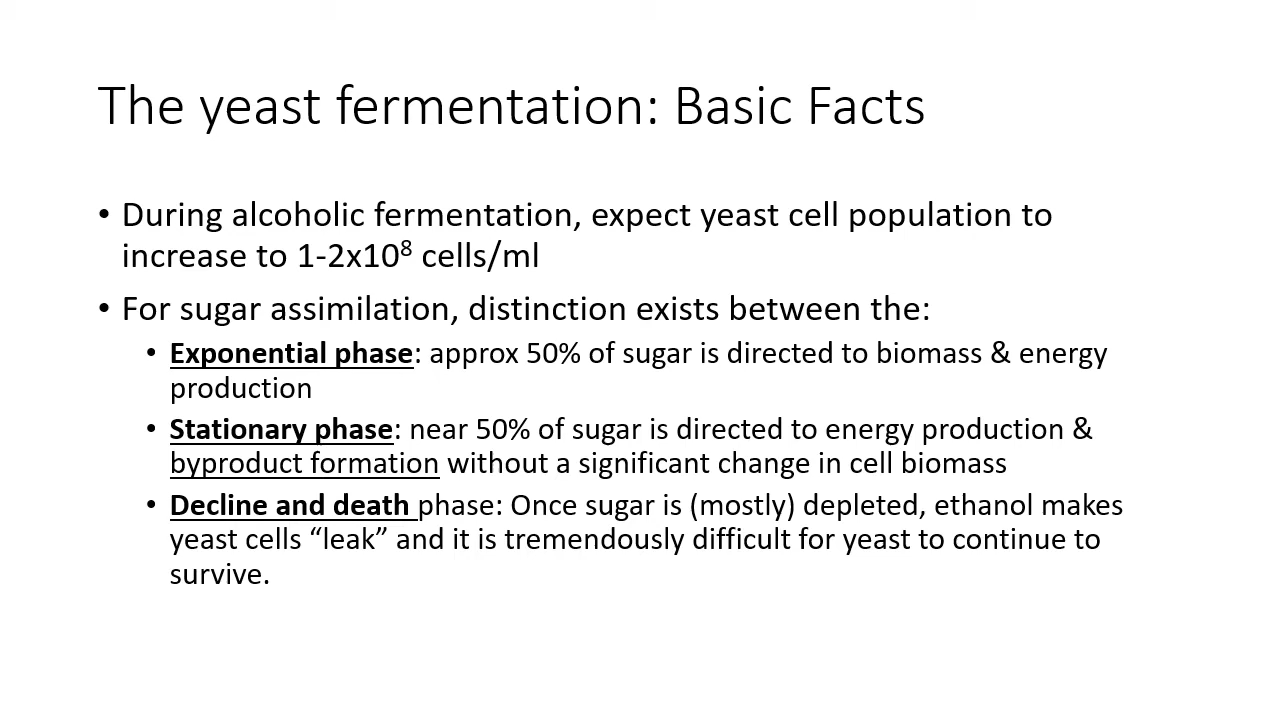 The yeast fermentation: Basic Facts
• During alcoholic fermentation, expect yeast cell population to
increase to 1-2x10⁸ cells/ml
• For sugar assimilation, distinction exists between the:
• Exponential phase: approx 50% of sugar is directed to biomass & energy
production
• Stationary phase: near 50% of sugar is directed to energy production &
byproduct formation without a significant change in cell biomass
• Decline and death phase: Once sugar is (mostly) depleted, ethanol makes
yeast cells “leak” and it is tremendously difficult for yeast to continue to
survive.